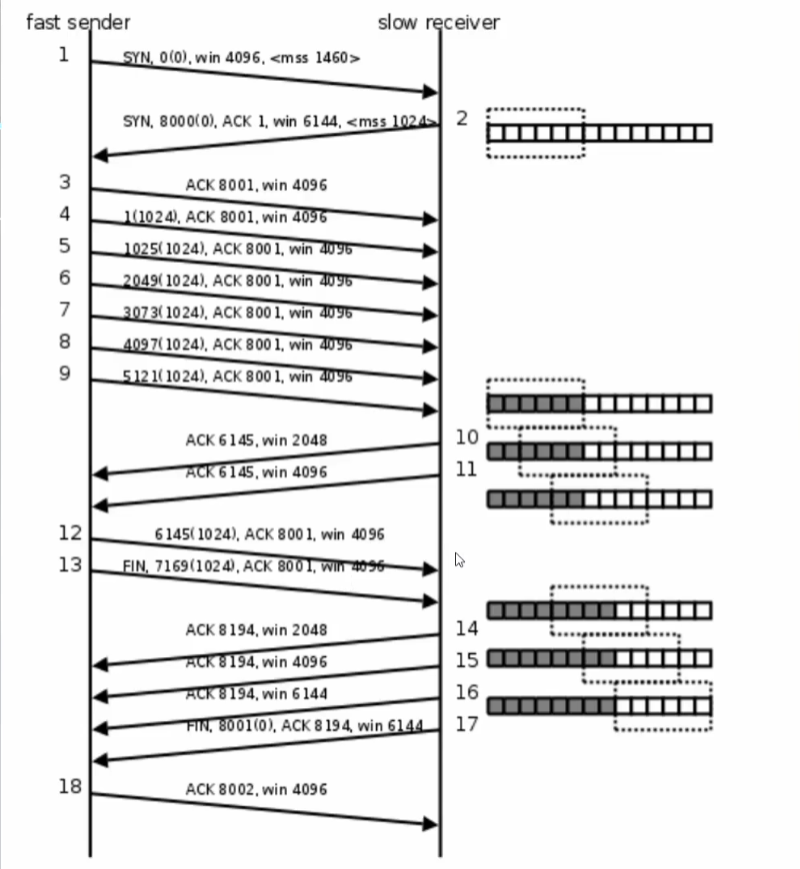 fast sender slow receiver
1 SYN, 0(0), win 4096, <mss 1460>
SYN, 8000(0), ACK 1, win 6144, <mss 1024> 2
3 ACK 8001, win 4096
4 1(1024), ACK 8001, win 4096
5 1025(1024), ACK 8001, win 4096
6 2049(1024), ACK 8001, win 4096
7 3073(1024), ACK 8001, win 4096
8 4097(1024), ACK 8001, win 4096
9 5121(1024), ACK 8001, win 4096
ACK 6145, win 2048 10
ACK 6145, win 4096 11
12 6145(1024), ACK 8001, win 4096
13 FIN, 7169(1024), ACK 8001, win 4096
ACK 8194, win 2048 14
ACK 8194, win 4096 15
ACK 8194, win 6144 16
FIN, 8001(0), ACK 8194, win 6144 17
18 ACK 8002, win 4096